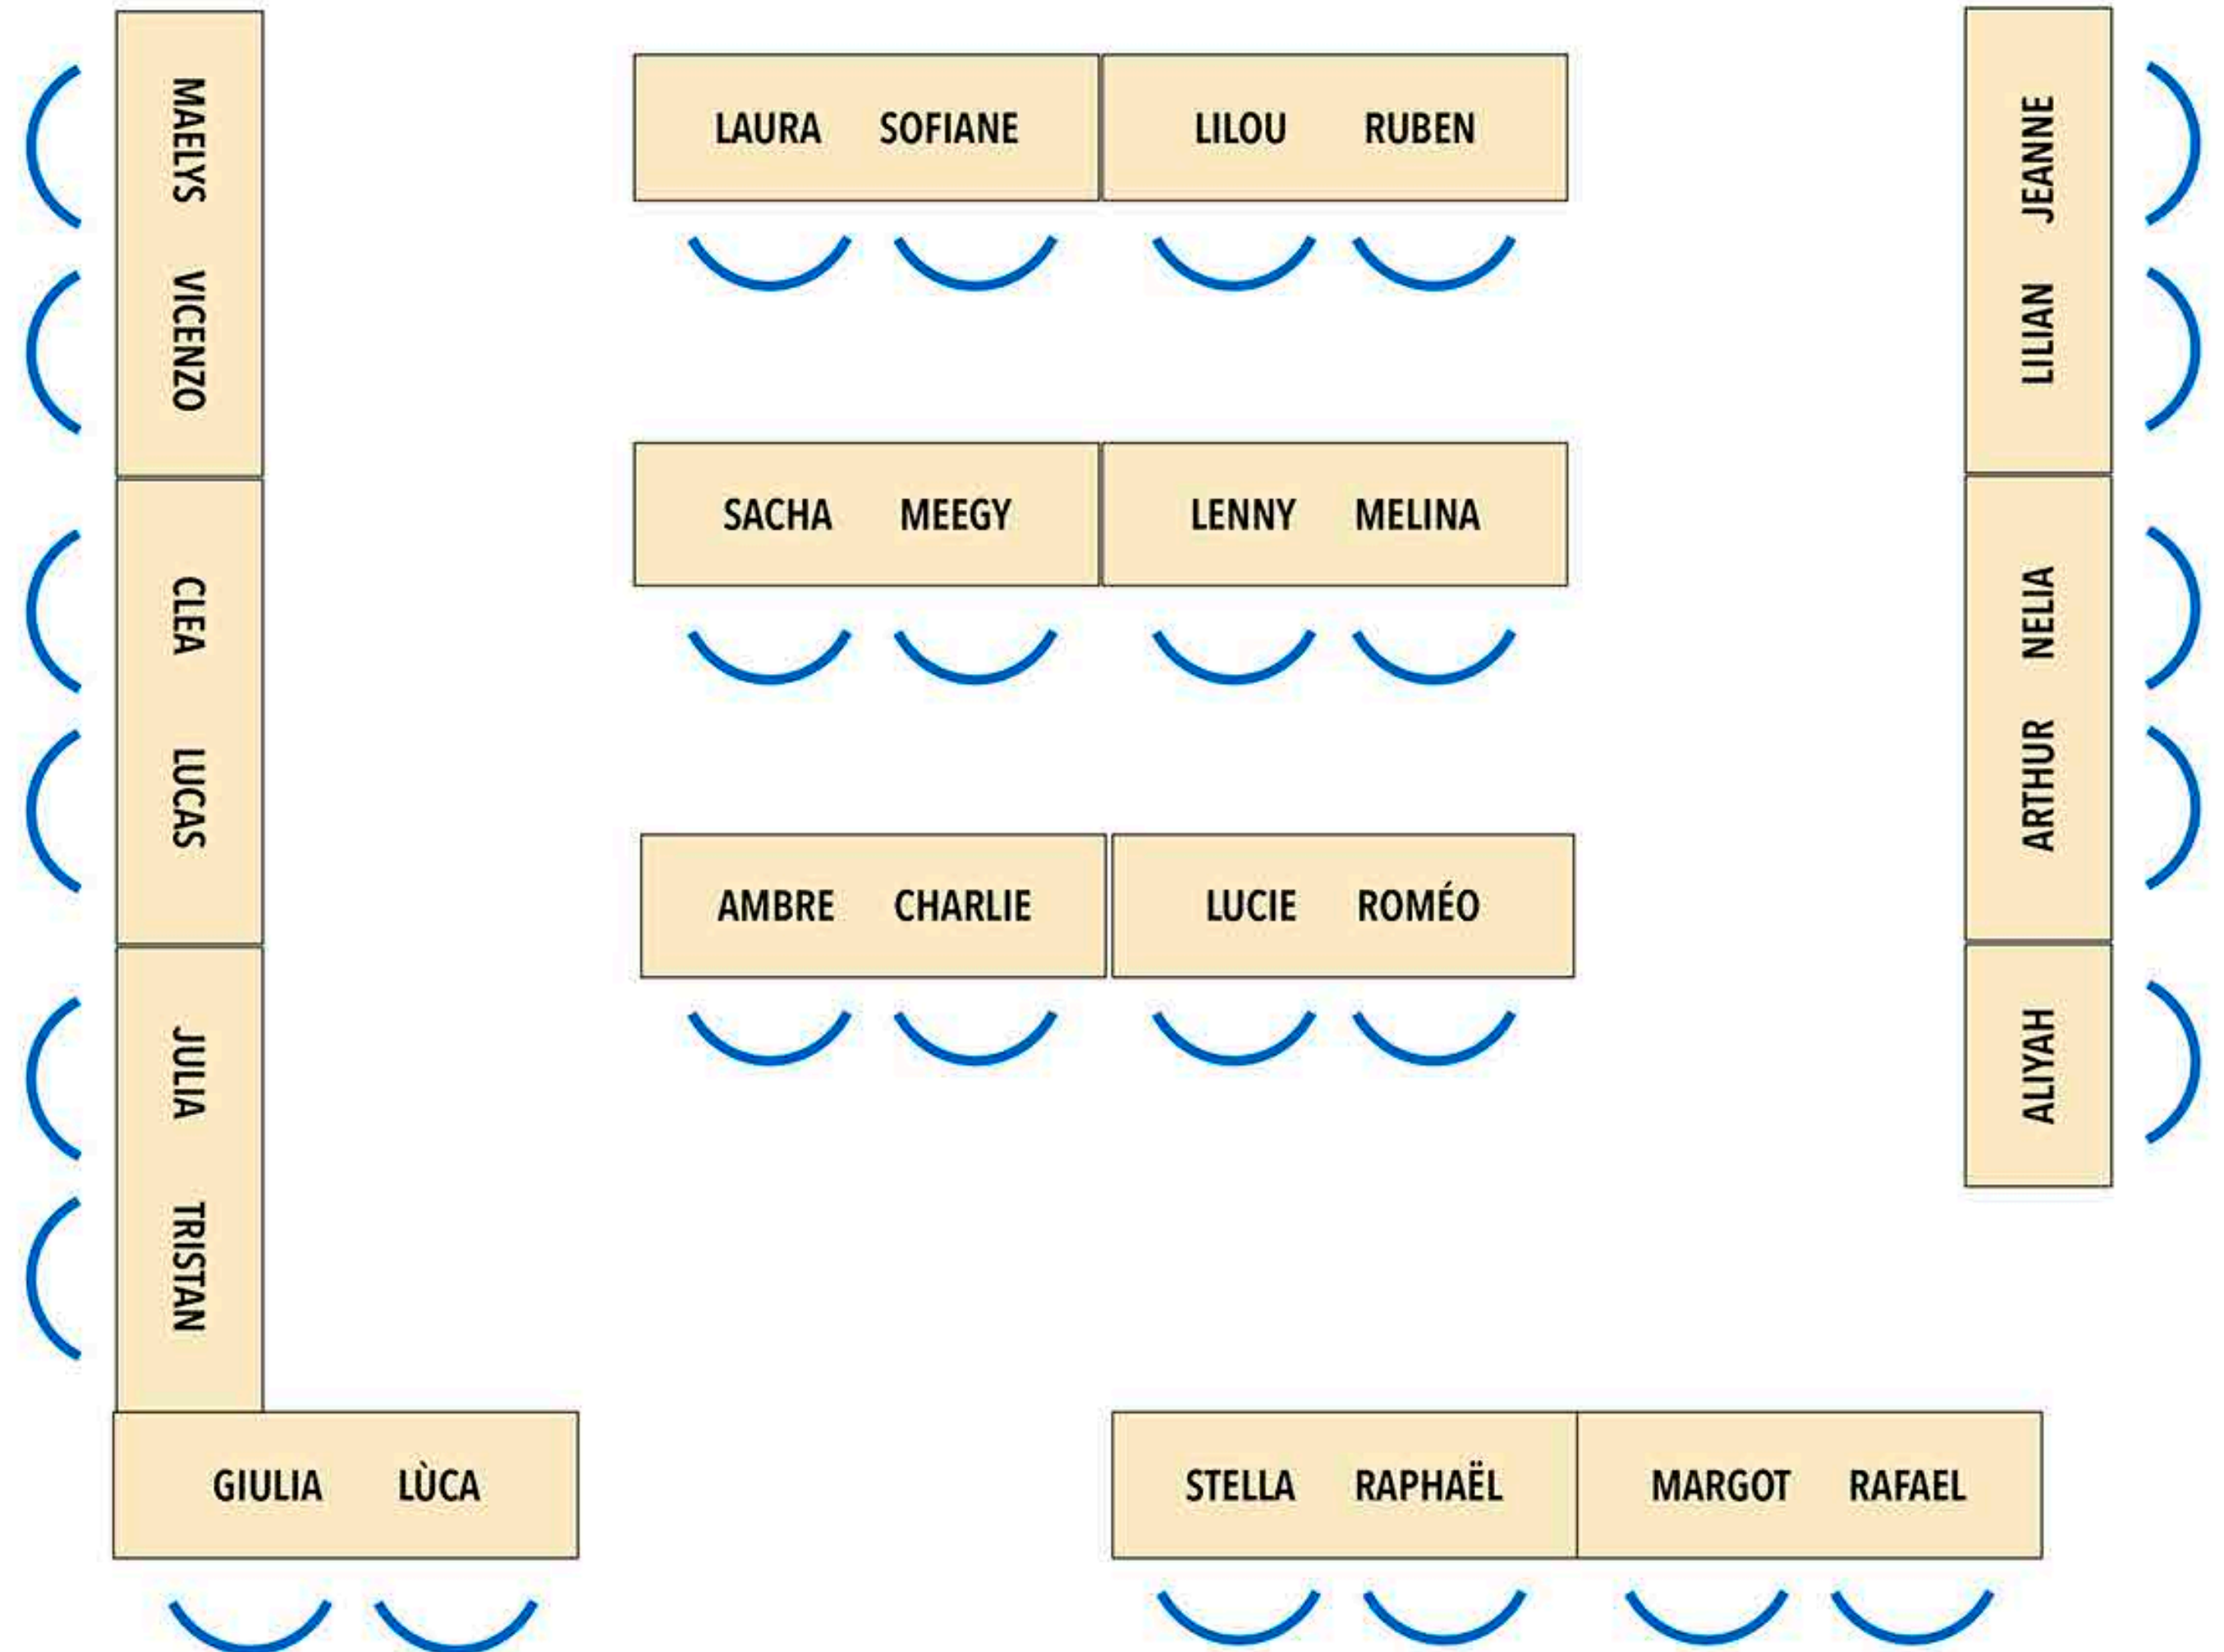 MAELYS VICENZO
CLEA LUCAS
JULIA TRISTAN
GIULIA LÙCA
LAURA SOFIANE LILOU RUBEN
SACHA MEEGY LENNY MELINA
AMBRE CHARLIE LUCIE ROMÉO
STELLA RAPHAËL MARGOT RAFAEL
LILIAN JEANNE
ARTHUR NELIA
ALIYAH